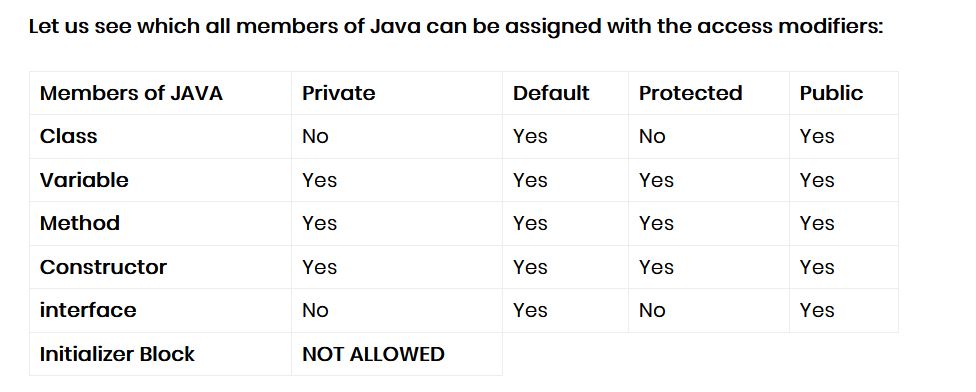 Let us see which all members of Java can be assigned with the access modifiers:
Members of JAVA Private Default Protected Public
Class No Yes No Yes
Variable Yes Yes Yes Yes
Method Yes Yes Yes Yes
Constructor Yes Yes Yes Yes
interface No Yes No Yes
Initializer Block NOT ALLOWED